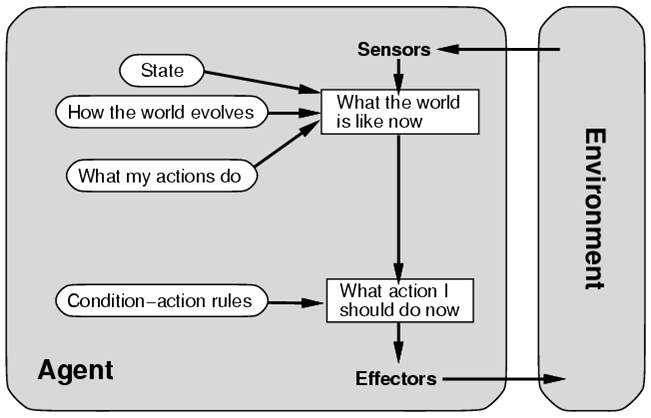 Sensors
State
What the world
is like now
How the world evolves
What my actions do
Environment
Condition−action rules
What action I
should do now
Agent
Effectors